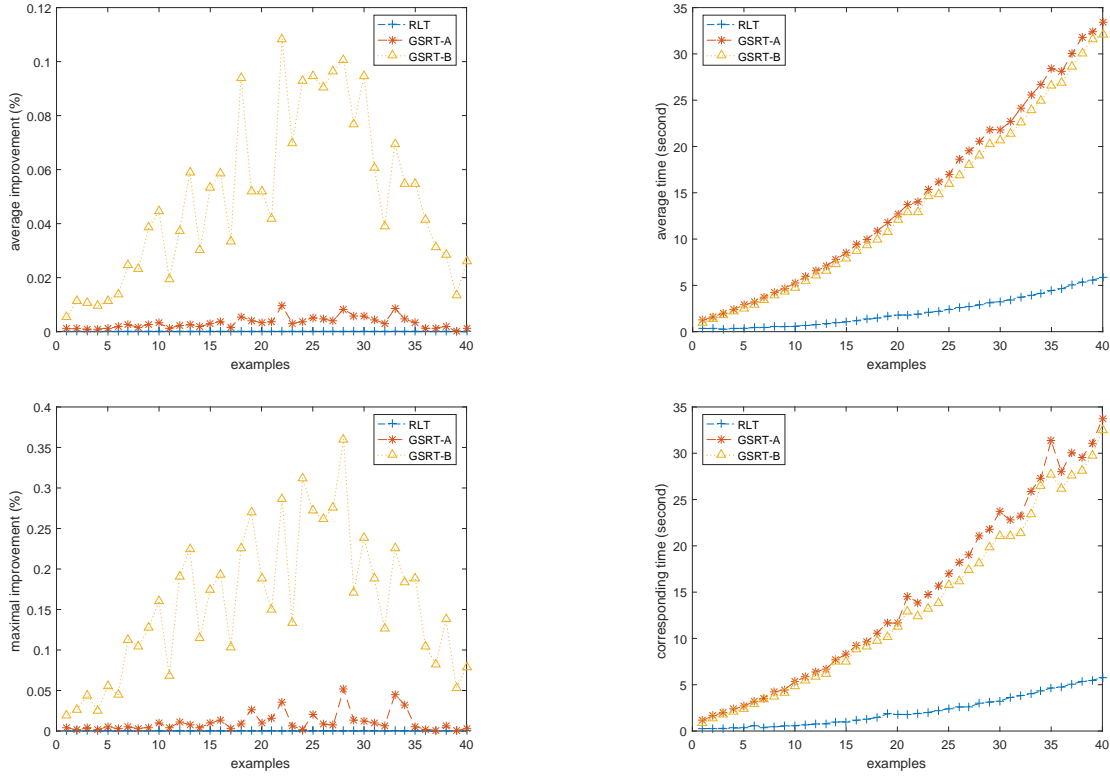 0.12
0.1
0.08
0.06
0.04
0.02
0
average improvement (%)
0 5 10 15 20 25 30 35 40
examples
RLT
GSRT-A
GSRT-B
35
30
25
20
15
10
5
0
average time (second)
0 5 10 15 20 25 30 35 40
examples
RLT
GSRT-A
GSRT-B
0.4
0.35
0.3
0.25
0.2
0.15
0.1
0.05
0
maximal improvement (%)
0 5 10 15 20 25 30 35 40
examples
RLT
GSRT-A
GSRT-B
35
30
25
20
15
10
5
0
corresponding time (second)
0 5 10 15 20 25 30 35 40
examples
RLT
GSRT-A
GSRT-B